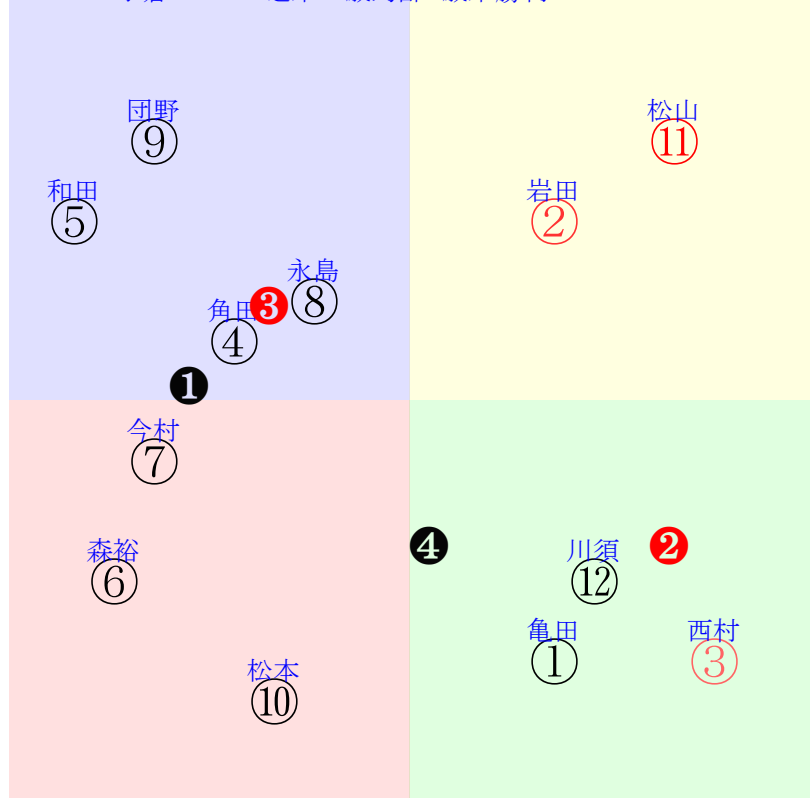 団野
⑨
松山
⑪
和田
⑤
岩田
②
永島
⑧
角田
④
❸
❶
今村
⑦
森裕
⑥
❹
川須
⑫
❷
亀田
①
西村
③
松本
⑩